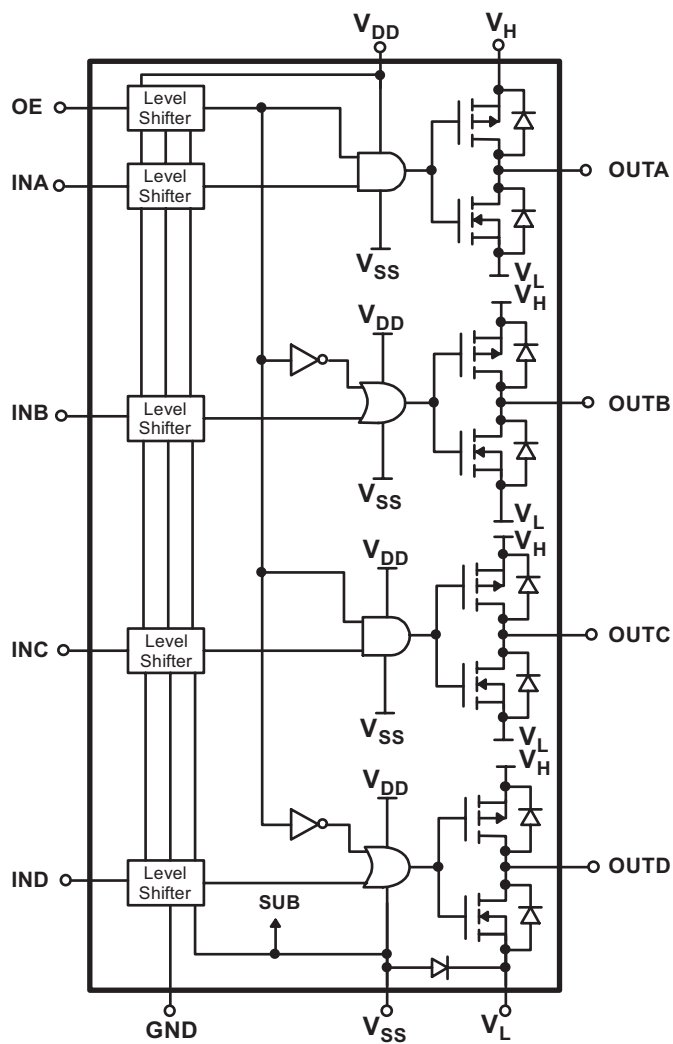 VDD
VH
OE
Level
Shifter
INA
Level
Shifter
OUTA
VSS
VL
VH
VDD
INB
Level
Shifter
OUTB
VSS
VL
VH
VDD
INC
Level
Shifter
OUTC
VSS
VL
VH
VDD
IND
Level
Shifter
OUTD
SUB
GND
VSS
VL